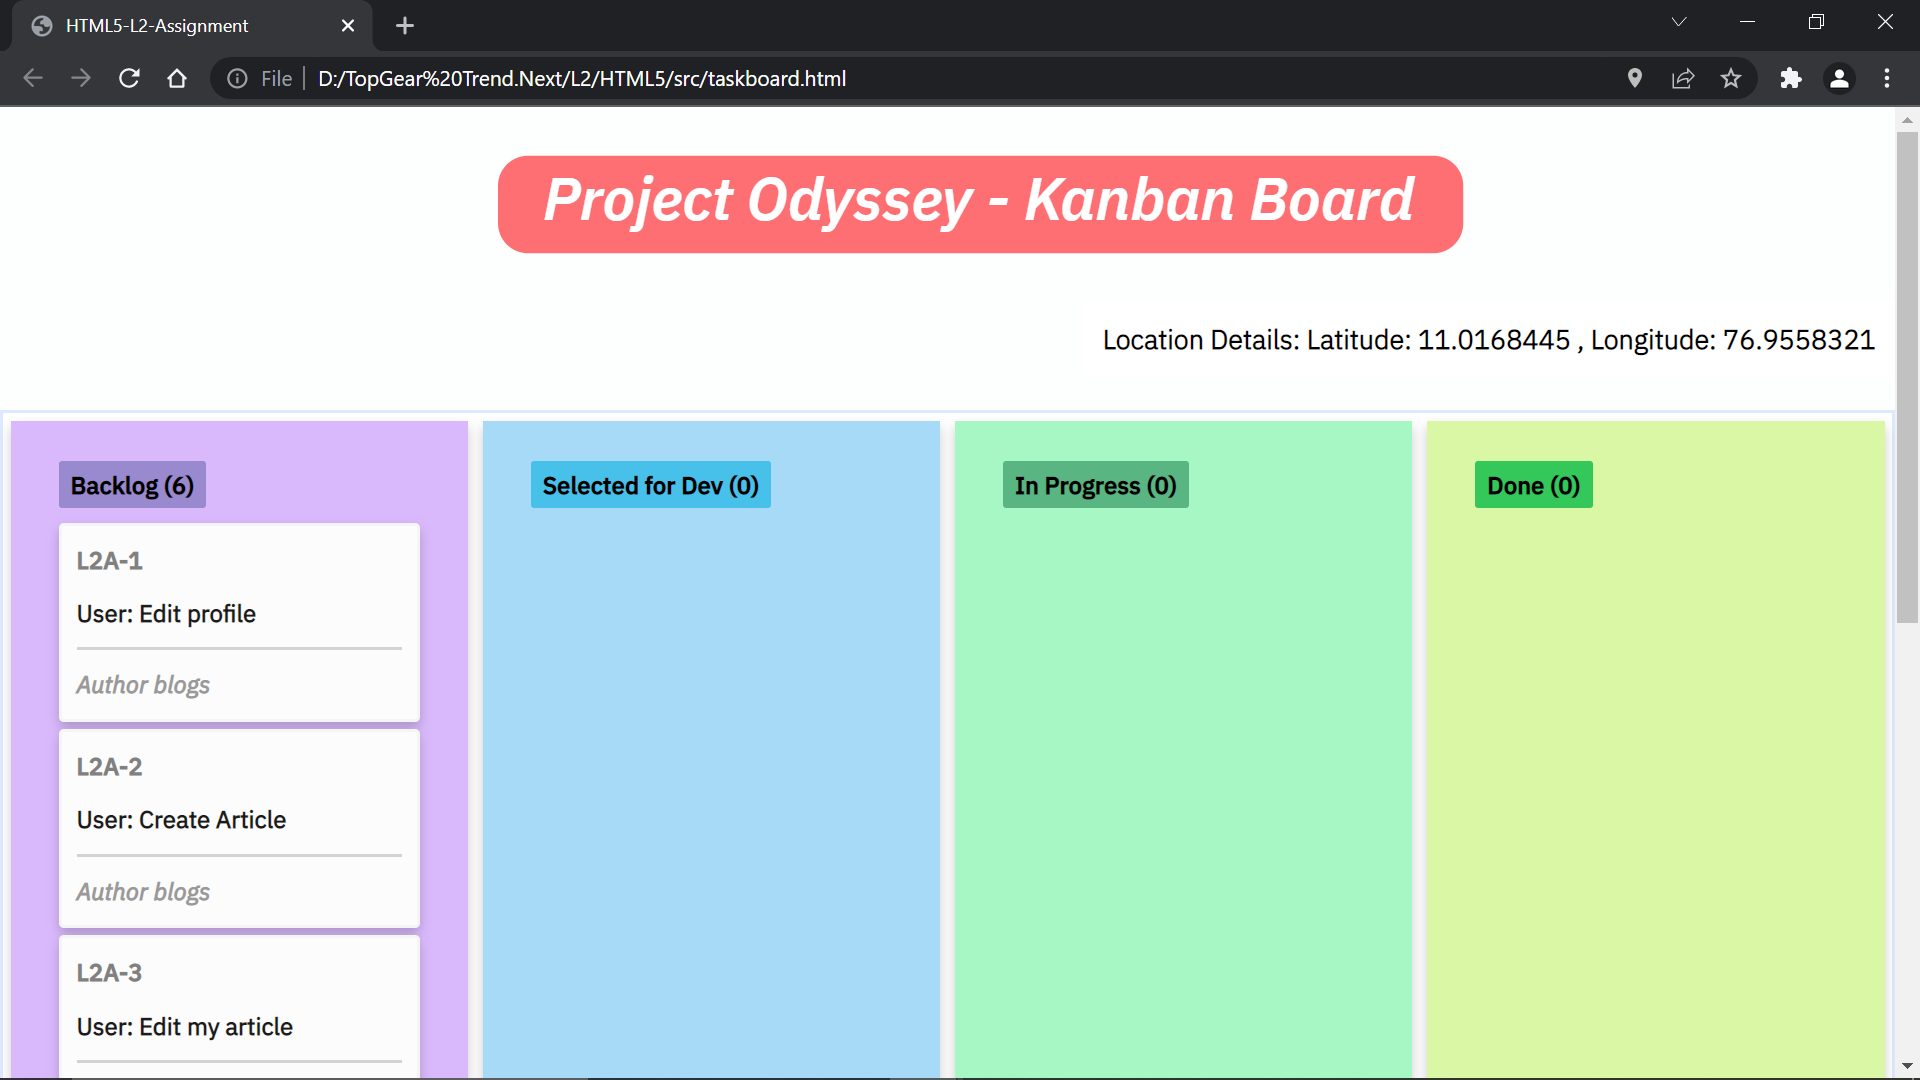 HTML5-L2-Assignment
File
D:/TopGear%20Trend.Next/L2/HTML5/src/taskboard.html
Project Odyssey - Kanban Board
Location Details: Latitude: 11.0168445 , Longitude: 76.9558321
Backlog (6)
L2A-1
User: Edit profile
Author blogs
L2A-2
User: Create Article
Author blogs
L2A-3
User: Edit my article
Selected for Dev (0)
In Progress (0)
Done (0)